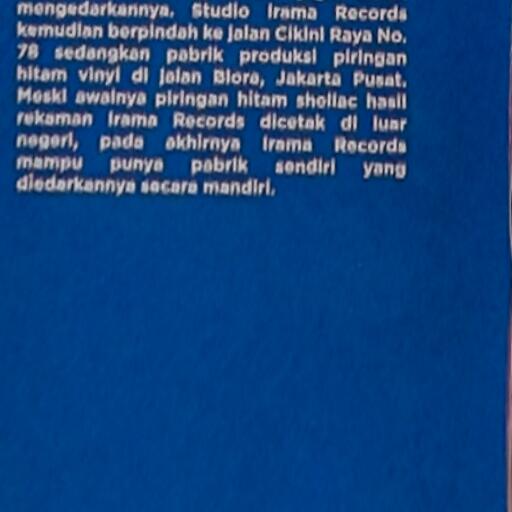 mengedarkannya. Studio Irama Records
kemudian berpindah ke jalan Cikini Raya No.
78 sedangkan pabrik produksi piringan
hitam vinyl di jalan Blora, Jakarta Pusat.
Meski awalnya piringan hitam shellac hasil
rekaman Irama Records dicetak di luar
negeri, pada akhirnya Irama Records
mampu punya pabrik sendiri yang
diedarkannya secara mandiri.